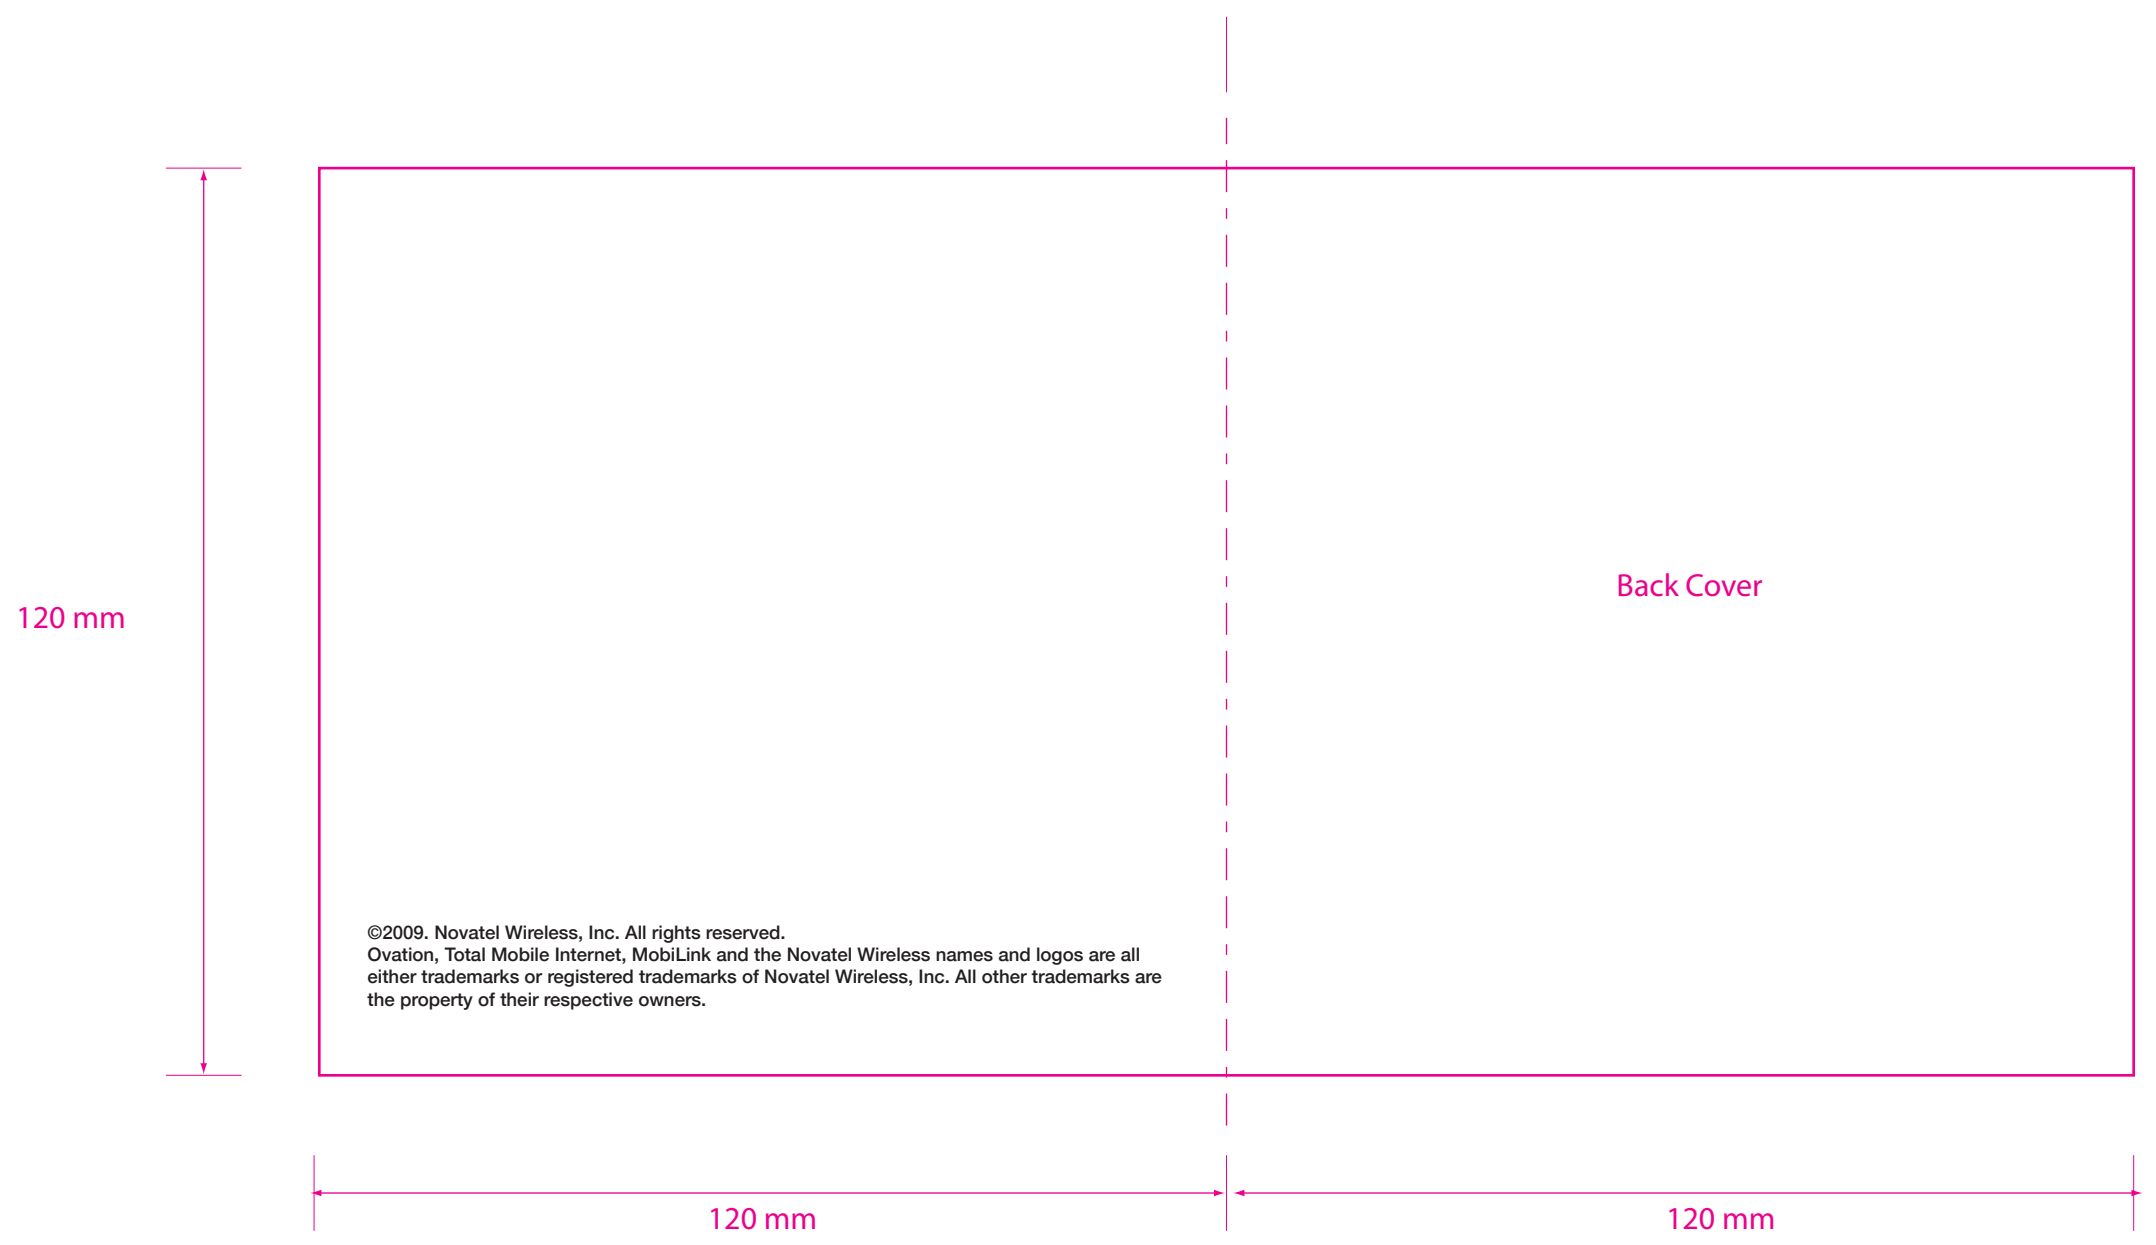 Back Cover
120 mm
©2009. Novatel Wireless, Inc. All rights reserved.
Ovation, Total Mobile Internet, MobiLink and the Novatel Wireless names and logos are all
either trademarks or registered trademarks of Novatel Wireless, Inc. All other trademarks are
the property of their respective owners.
120 mm
120 mm